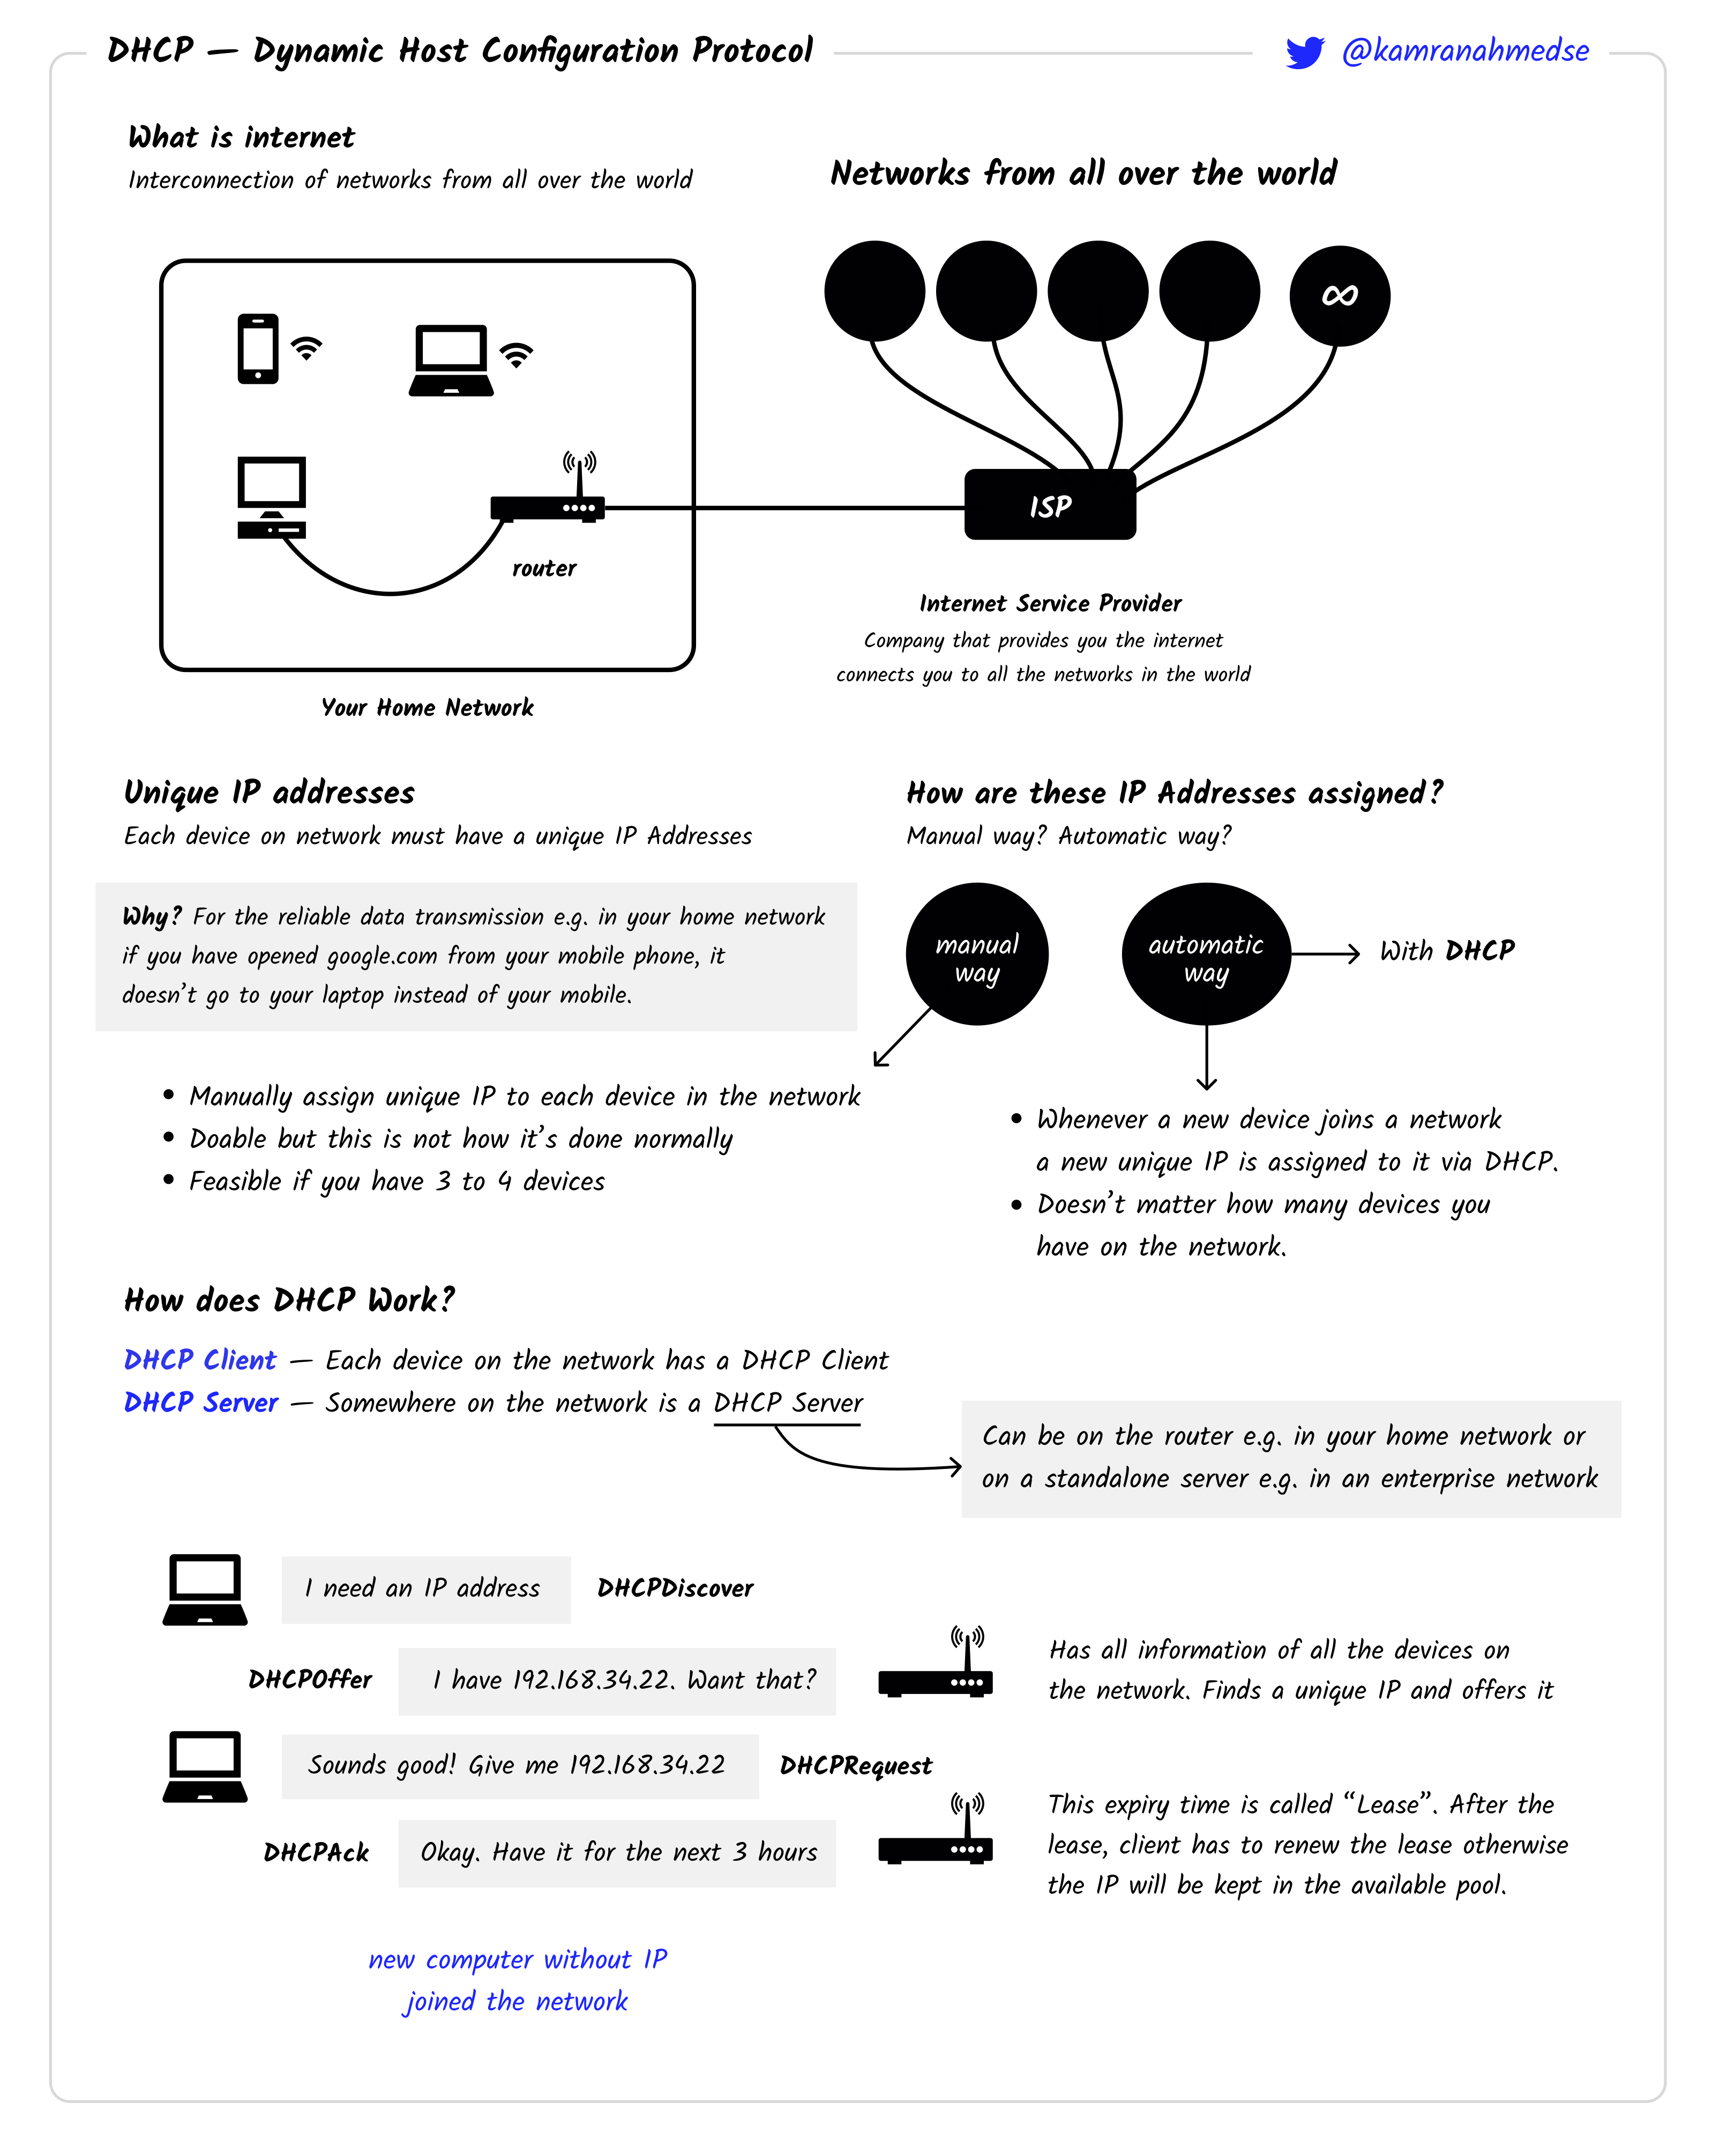 DHCP — Dynamic Host Configuration Protocol
@kamranahmedse
What is internet
Interconnection of networks from all over the world
Networks from all over the world
∞
ISP
router
Internet Service Provider
Company that provides you the internet
connects you to all the networks in the world
Your Home Network
Unique IP addresses
Each device on network must have a unique IP Addresses
Why? For the reliable data transmission e.g. in your home network
if you have opened google.com from your mobile phone, it
doesn't go to your laptop instead of your mobile.
How are these IP Addresses assigned?
Manual way? Automatic way?
manual
way
automatic
way
With DHCP
• Manually assign unique IP to each device in the network
• Doable but this is not how it's done normally
• Feasible if you have 3 to 4 devices
• Whenever a new device joins a network
a new unique IP is assigned to it via DHCP.
• Doesn't matter how many devices you
have on the network.
How does DHCP Work?
DHCP Client — Each device on the network has a DHCP Client
DHCP Server — Somewhere on the network is a DHCP Server
Can be on the router e.g. in your home network or
on a standalone server e.g. in an enterprise network
I need an IP address
DHCPDiscover
DHCPOffer
I have 192.168.34.22. Want that?
Has all information of all the devices on
the network. Finds a unique IP and offers it
Sounds good! Give me 192.168.34.22
DHCPRequest
DHCPAck
Okay. Have it for the next 3 hours
This expiry time is called “Lease”. After the
lease, client has to renew the lease otherwise
the IP will be kept in the available pool.
new computer without IP
joined the network